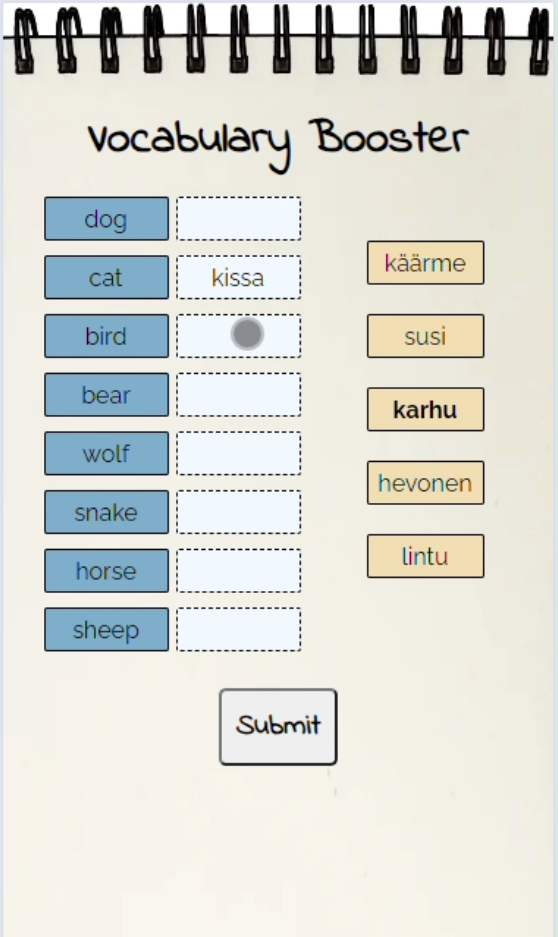 Vocabulary Booster
dog
cat kissa
bird
bear
wolf
snake
horse
sheep
käärme
susi
karhu
hevonen
lintu
Submit